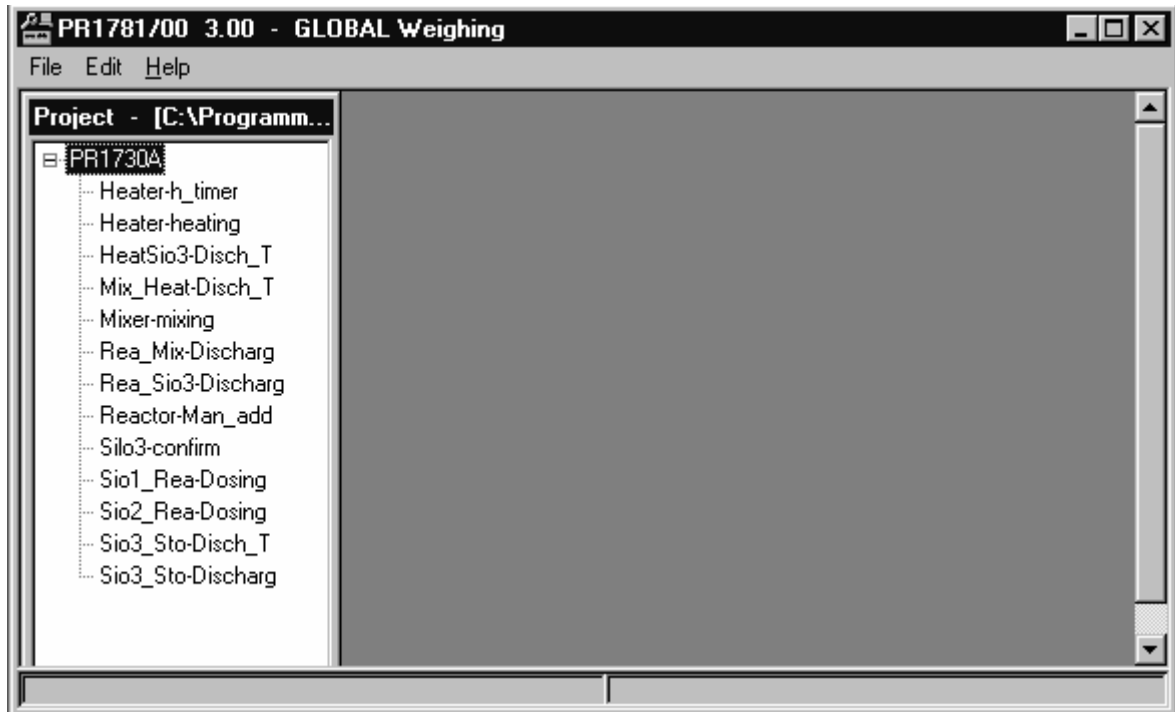 PR1781/00 3.00 - GLOBAL Weighing
File Edit Help
Project - [C:\Programm...
PR1730A
Heater-h_timer
Heater-heating
HeatSio3-Disch_T
Mix_Heat-Disch_T
Mixer-mixing
Rea_Mix-Discharg
Rea_Sio3-Discharg
Reactor-Man_add
Silo3-confirm
Sio1_Rea-Dosing
Sio2_Rea-Dosing
Sio3_Sto-Disch_T
Sio3_Sto-Discharg